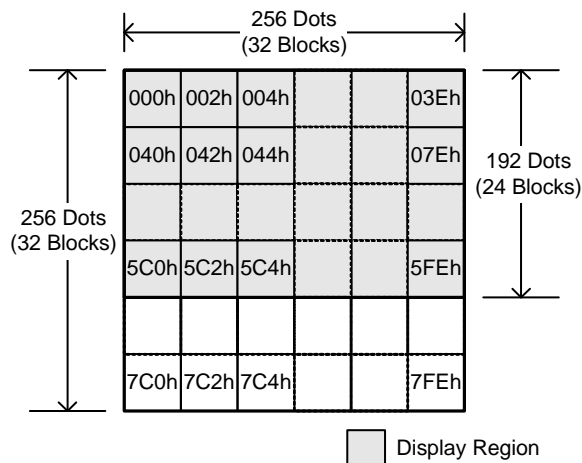 256 Dots
(32 Blocks)
000h 002h 004h 03Eh
040h 042h 044h 07Eh
192 Dots
(24 Blocks)
256 Dots
(32 Blocks)
5C0h 5C2h 5C4h 5FEh
7C0h 7C2h 7C4h 7FEh
Display Region